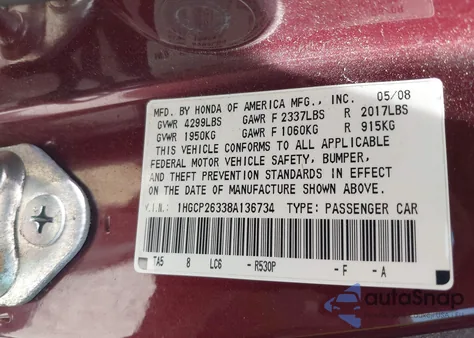 MFD. BY HONDA OF AMERICA MFG., INC. 05/08
GVWR 4299LBS GAWR F 2337LBS R 2017LBS
GVWR 1950KG GAWR F 1060KG R 915KG
THIS VEHICLE CONFORMS TO ALL APPLICABLE
FEDERAL MOTOR VEHICLE SAFETY, BUMPER,
AND THEFT PREVENTION STANDARDS IN EFFECT
ON THE DATE OF MANUFACTURE SHOWN ABOVE.
V.I.N.: 1HGCP26338A136734 TYPE: PASSENGER CAR
TA5 8 LC6 - R530P - F - A
autoSnap